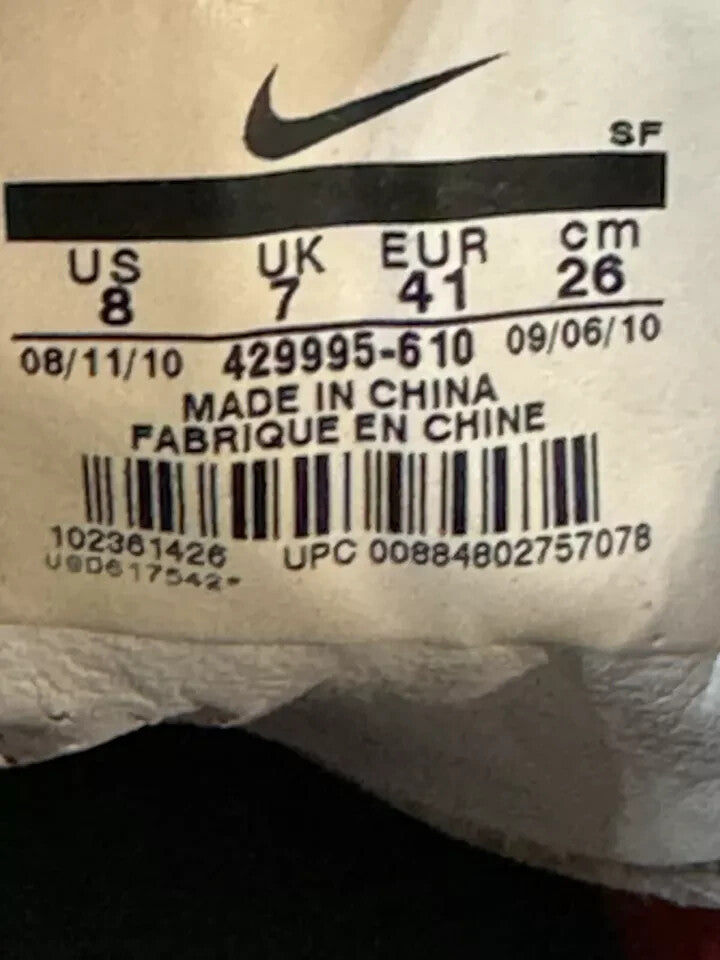 SF
US UK EUR cm
8 7 41 26
08/11/10 429995-610 09/06/10
MADE IN CHINA
FABRIQUE EN CHINE
102361426 UPC 00884802757078